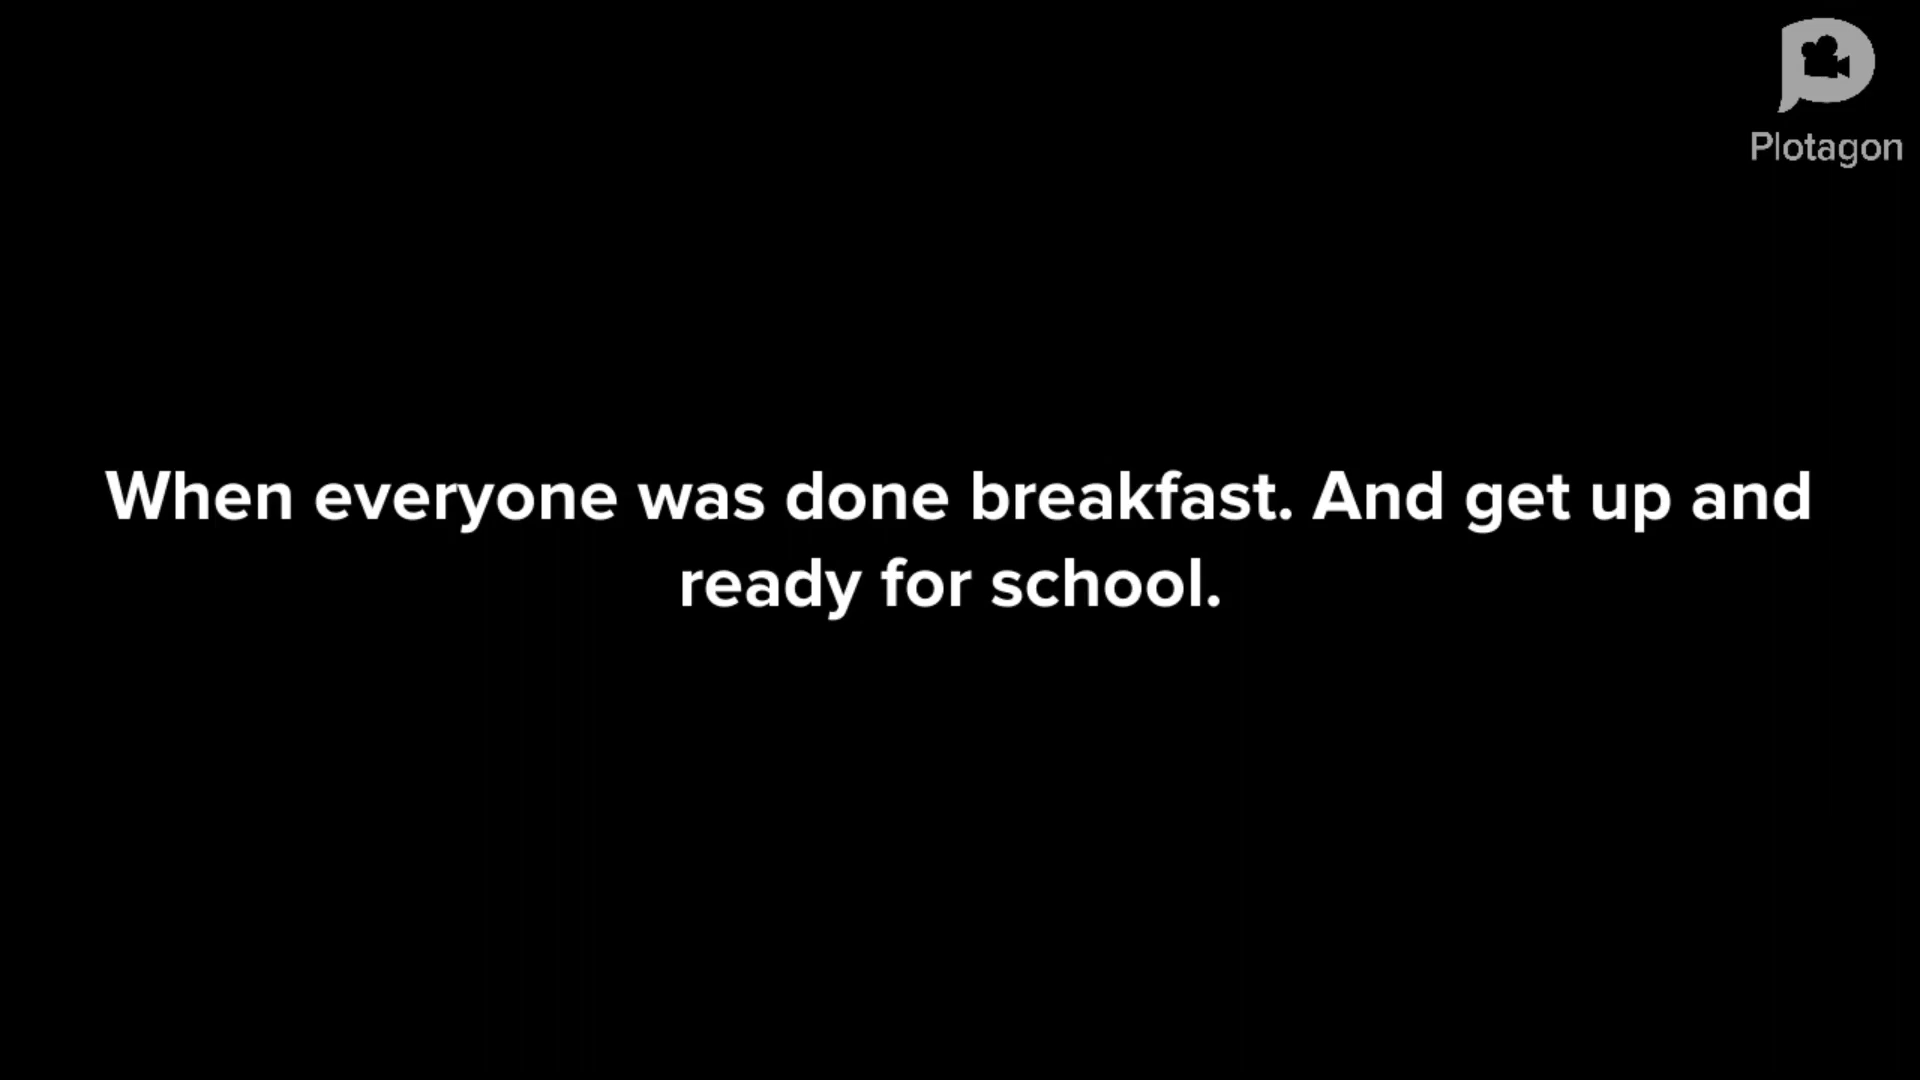 Plotagon
When everyone was done breakfast. And get up and
ready for school.